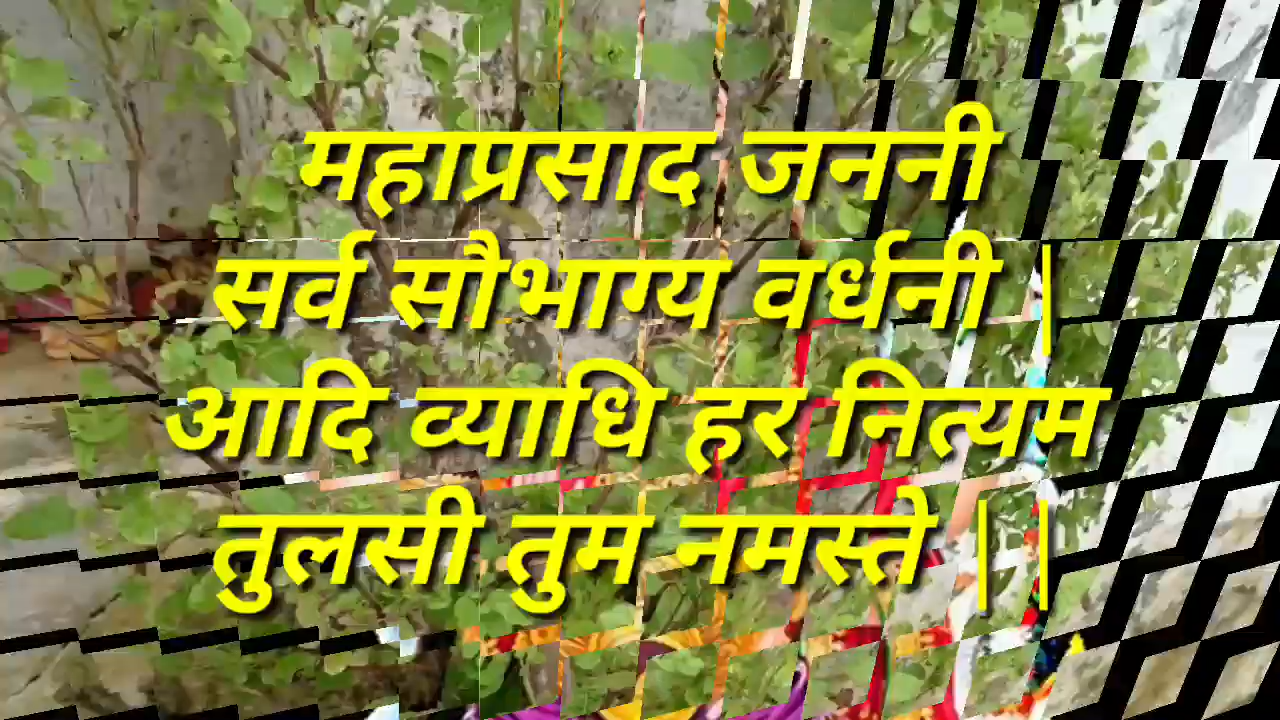 महाप्रसाद जननी
सर्व सौभाग्य वर्धनी |
आदि व्याधि हर नित्यम
तुलसी तुम नमस्ते ||